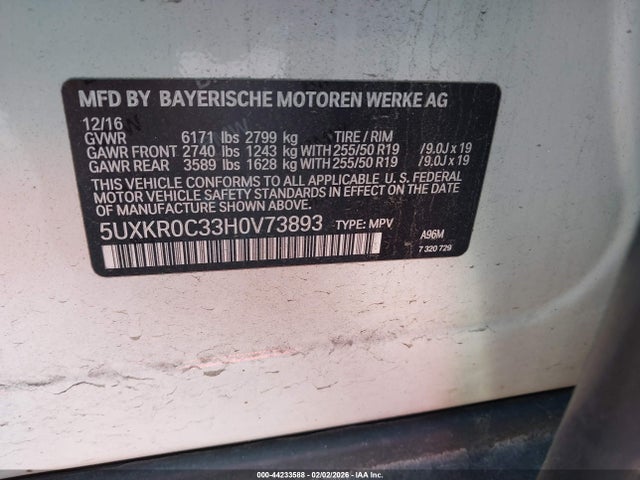 MFD BY BAYERISCHE MOTOREN WERKE AG
12/16
GVWR 6171 lbs 2799 kg TIRE / RIM
GAWR FRONT 2740 lbs 1243 kg WITH 255/50 R19 /9.0J x 19
GAWR REAR 3589 lbs 1628 kg WITH 255/50 R19 /9.0J x 19
THIS VEHICLE CONFORMS TO ALL APPLICABLE U. S. FEDERAL
MOTOR VEHICLE SAFETY STANDARDS IN EFFECT ON THE DATE OF
MANUFACTURE SHOWN ABOVE.
5UXKR0C33H0V73893 TYPE: MPV A96M
7 320 729
000-44233588 - 02/02/2026 - IAA Inc.